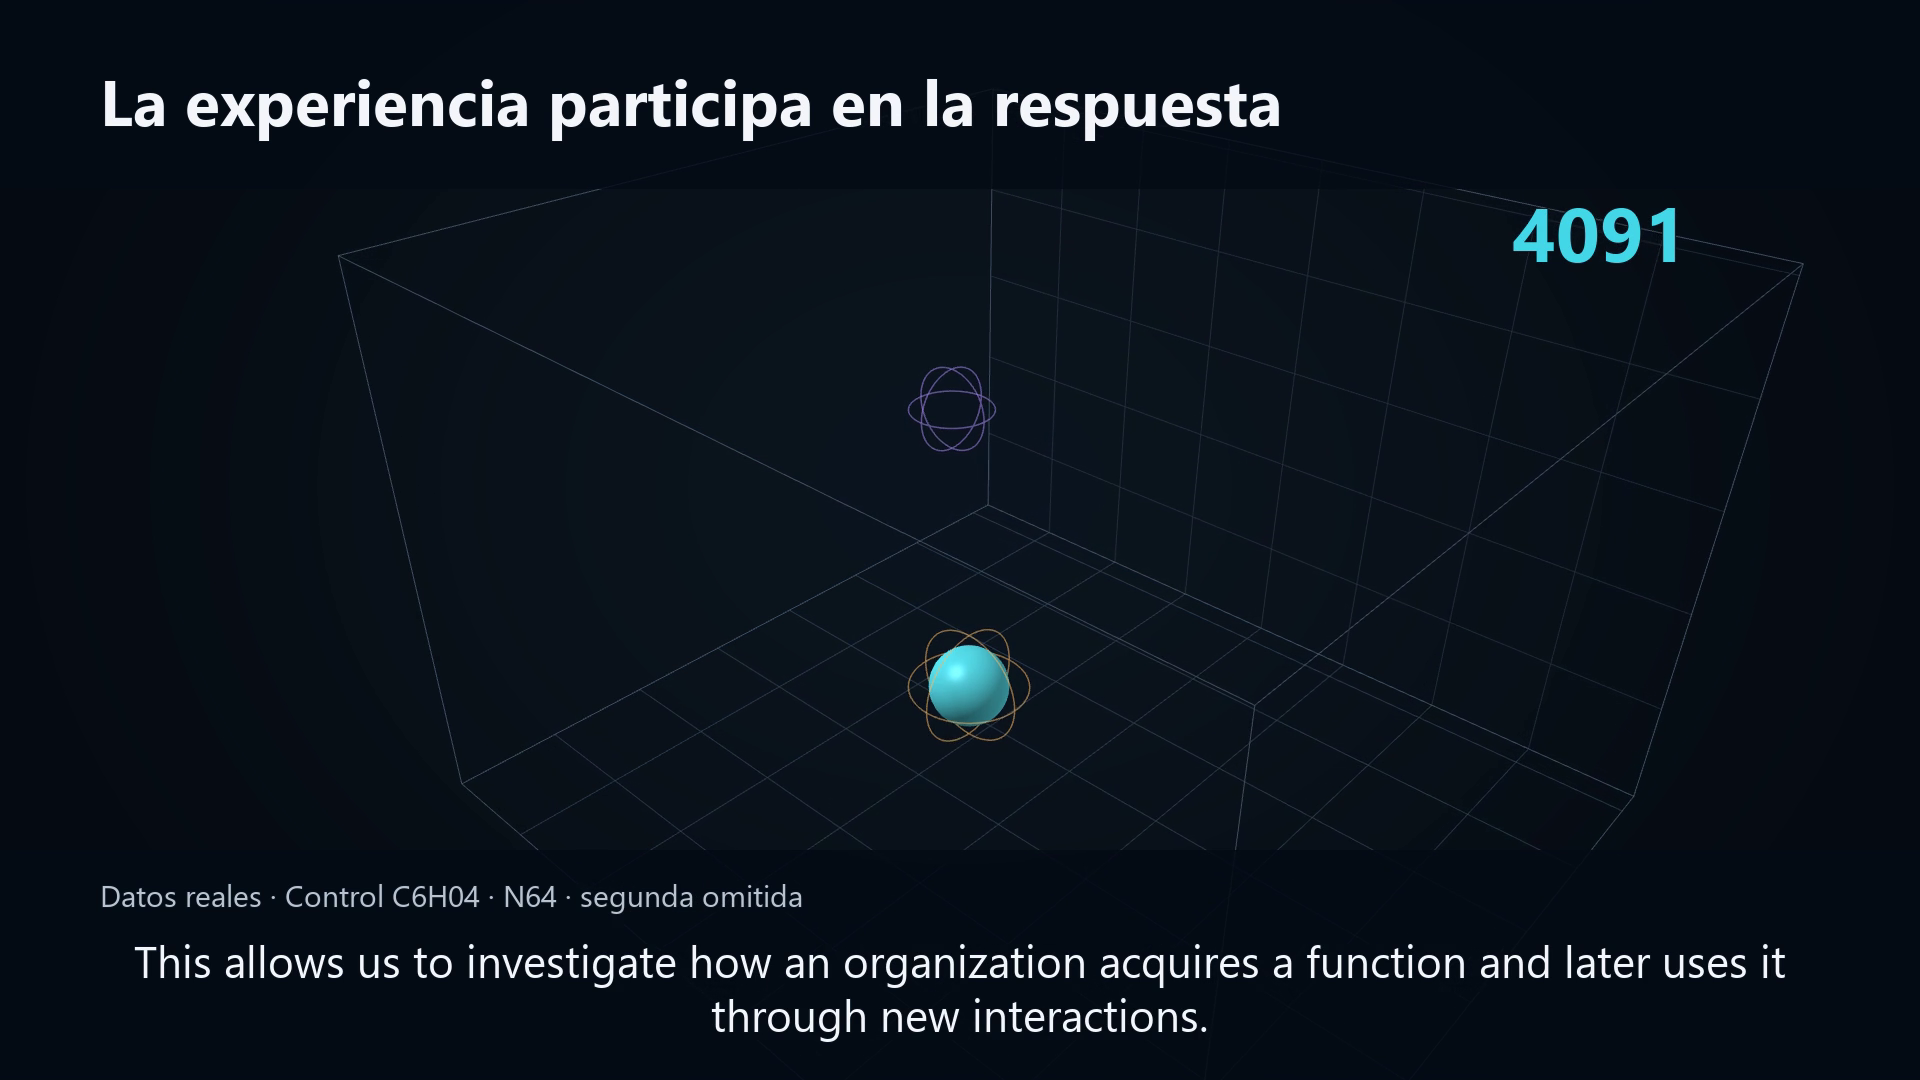 La experiencia participa en la respuesta
4091
Datos reales · Control C6H04 · N64 · segunda omitida
This allows us to investigate how an organization acquires a function and later uses it
through new interactions.